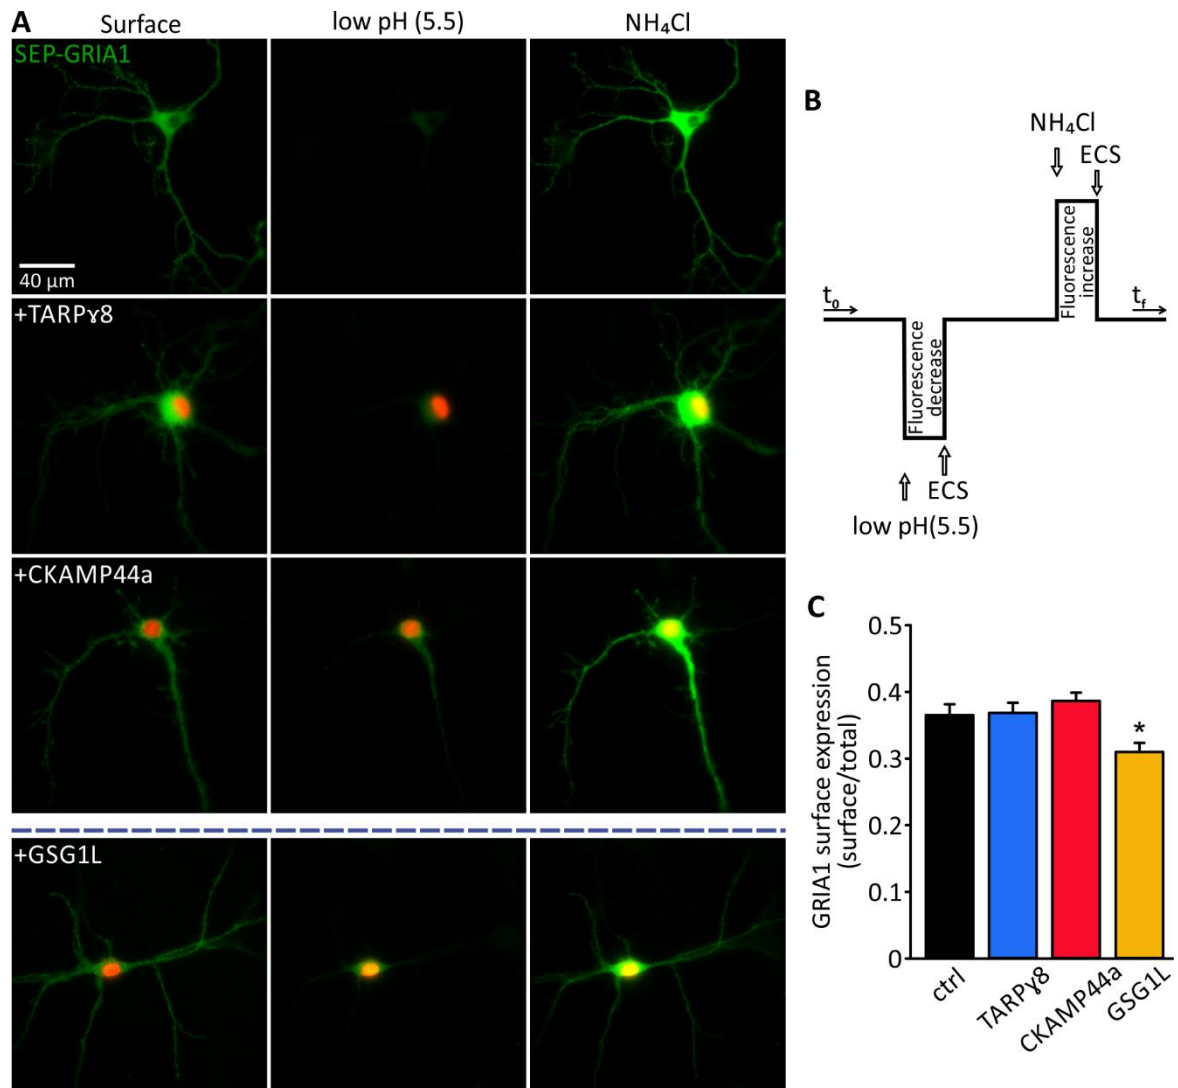 A
Surface
low pH (5.5)
NH₄Cl
SEP-GRIA1
40 µm
+TARPɣ8
+CKAMP44a
+GSG1L
B
NH₄Cl
ECS
Fluorescence
increase
t₀
t_f
Fluorescence
decrease
ECS
low pH(5.5)
C
GRIA1 surface expression
(surface/total)
0.5
0.4
0.3
0.2
0.1
0
*
ctrl
TARPɣ8
CKAMP44a
GSG1L